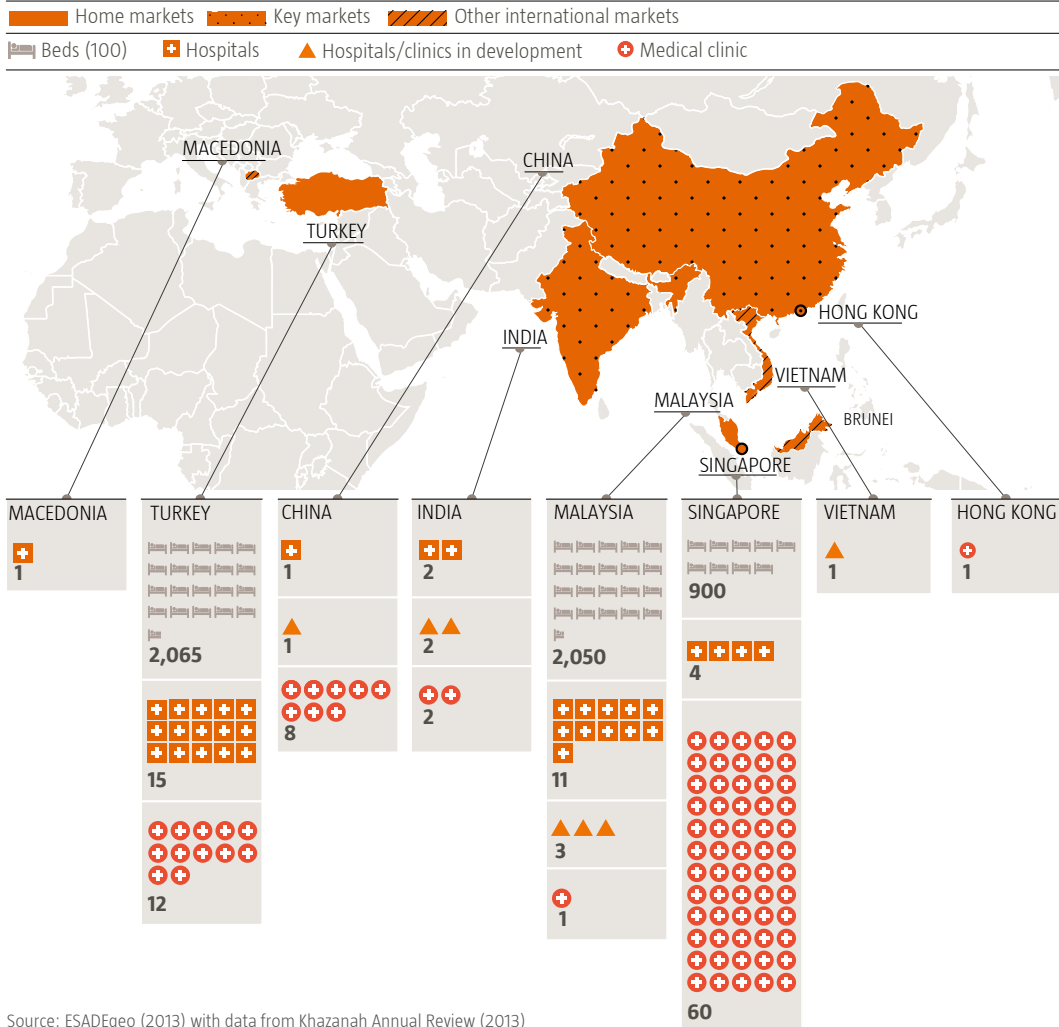 Home markets Key markets Other international markets
Beds (100) Hospitals Hospitals/clinics in development Medical clinic
MACEDONIA
CHINA
TURKEY
INDIA
HONG KONG
VIETNAM
MALAYSIA
BRUNEI
SINGAPORE
MACEDONIA
1
TURKEY
2,065
15
12
CHINA
1
1
8
INDIA
2
2
2
MALAYSIA
2,050
11
3
1
SINGAPORE
900
4
60
VIETNAM
1
HONG KONG
1
Source: ESADEgeo (2013) with data from Khazanah Annual Review (2013)